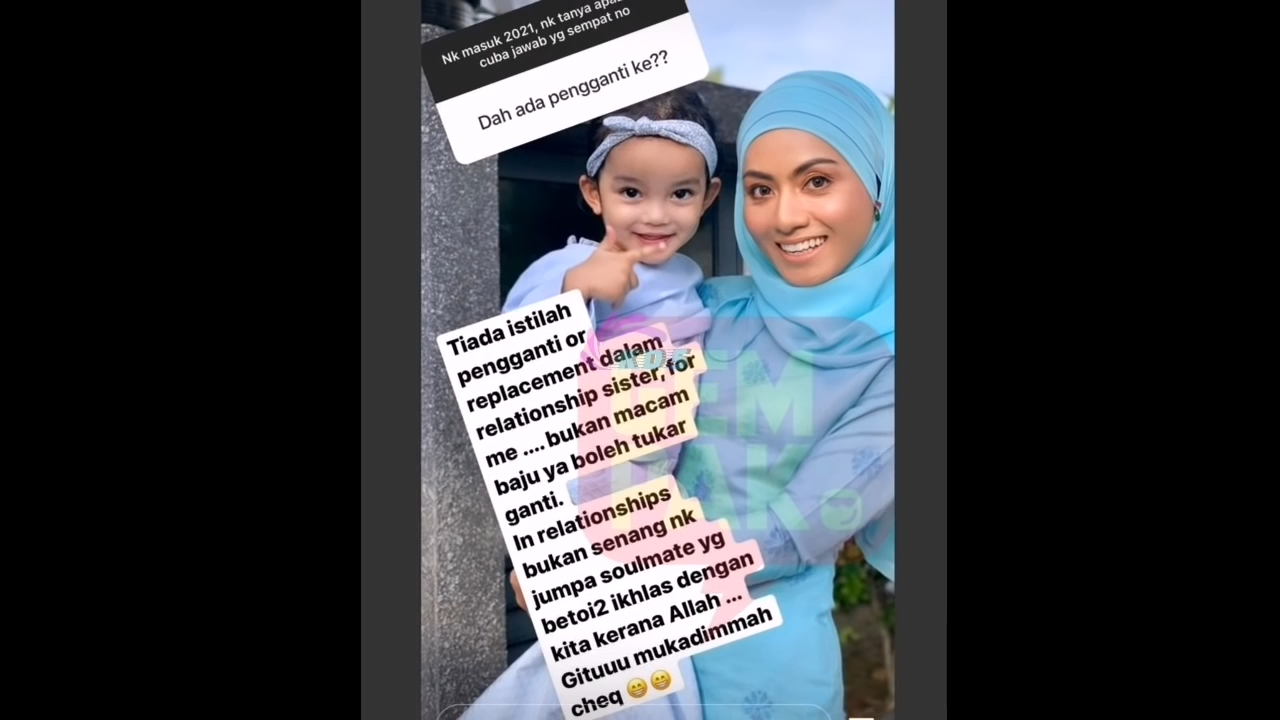 Nk masuk 2021, nk tanya
cuba jawab yg sempat no
Dah ada pengganti ke??
Tiada istilah
pengganti or
replacement dalam
relationship sister, for
me .... bukan macam
baju ya boleh tukar
ganti.
In relationships
bukan senang nk
jumpa soulmate yg
betoi2 ikhlas dengan
kita kerana Allah ...
Gituuu mukadimmah
cheq 😁😁
GEM
PAK